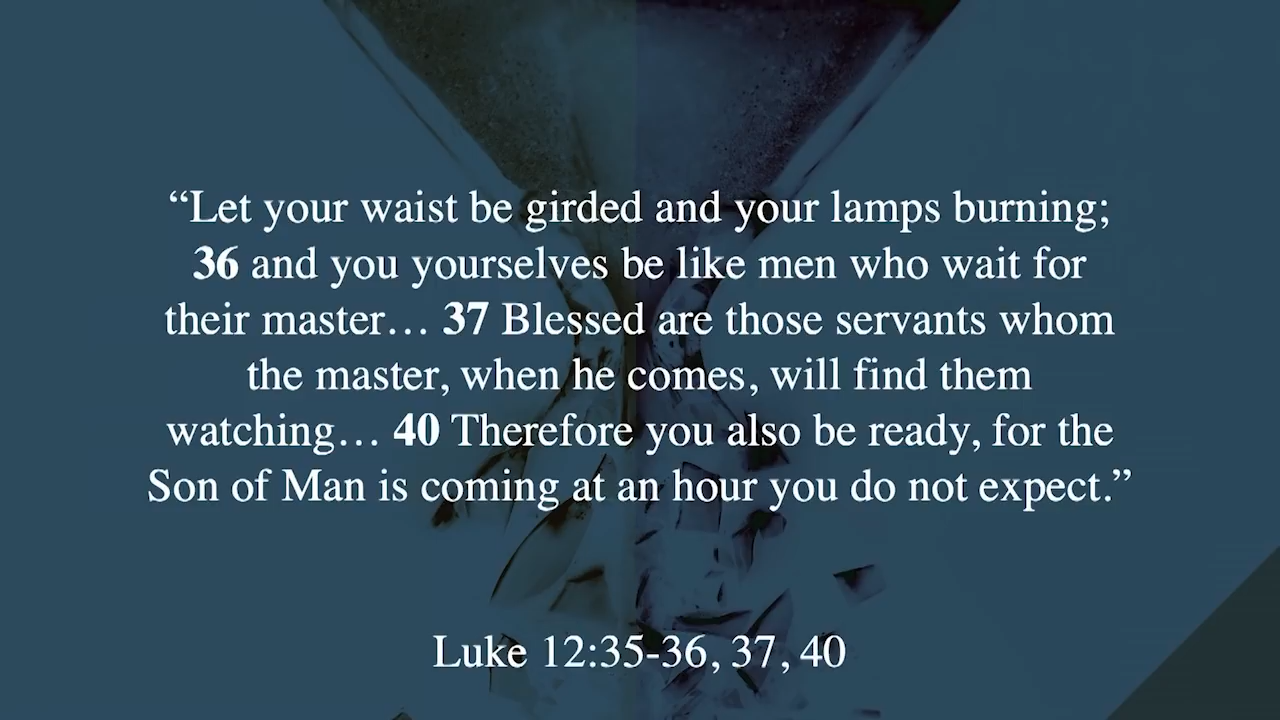 “Let your waist be girded and your lamps burning;
36 and you yourselves be like men who wait for
their master… 37 Blessed are those servants whom
the master, when he comes, will find them
watching… 40 Therefore you also be ready, for the
Son of Man is coming at an hour you do not expect.”
Luke 12:35-36, 37, 40